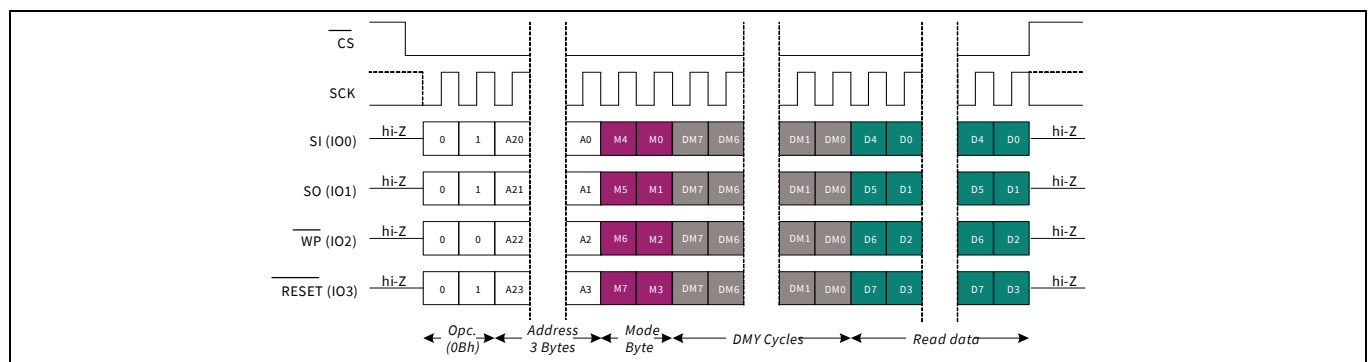 CS
SCK
SI (IO0) hi-Z 0 1 A20 A0 M4 M0 DM7 DM6 DM1 DM0 D4 D0 D4 D0 hi-Z
SO (IO1) hi-Z 0 1 A21 A1 M5 M1 DM7 DM6 DM1 DM0 D5 D1 D5 D1 hi-Z
WP (IO2) hi-Z 0 0 A22 A2 M6 M2 DM7 DM6 DM1 DM0 D6 D2 D6 D2 hi-Z
RESET (IO3) hi-Z 0 1 A23 A3 M7 M3 DM7 DM6 DM1 DM0 D7 D3 D7 D3 hi-Z
Opc. Address Mode DMY Cycles Read data
(0Bh) 3 Bytes Byte